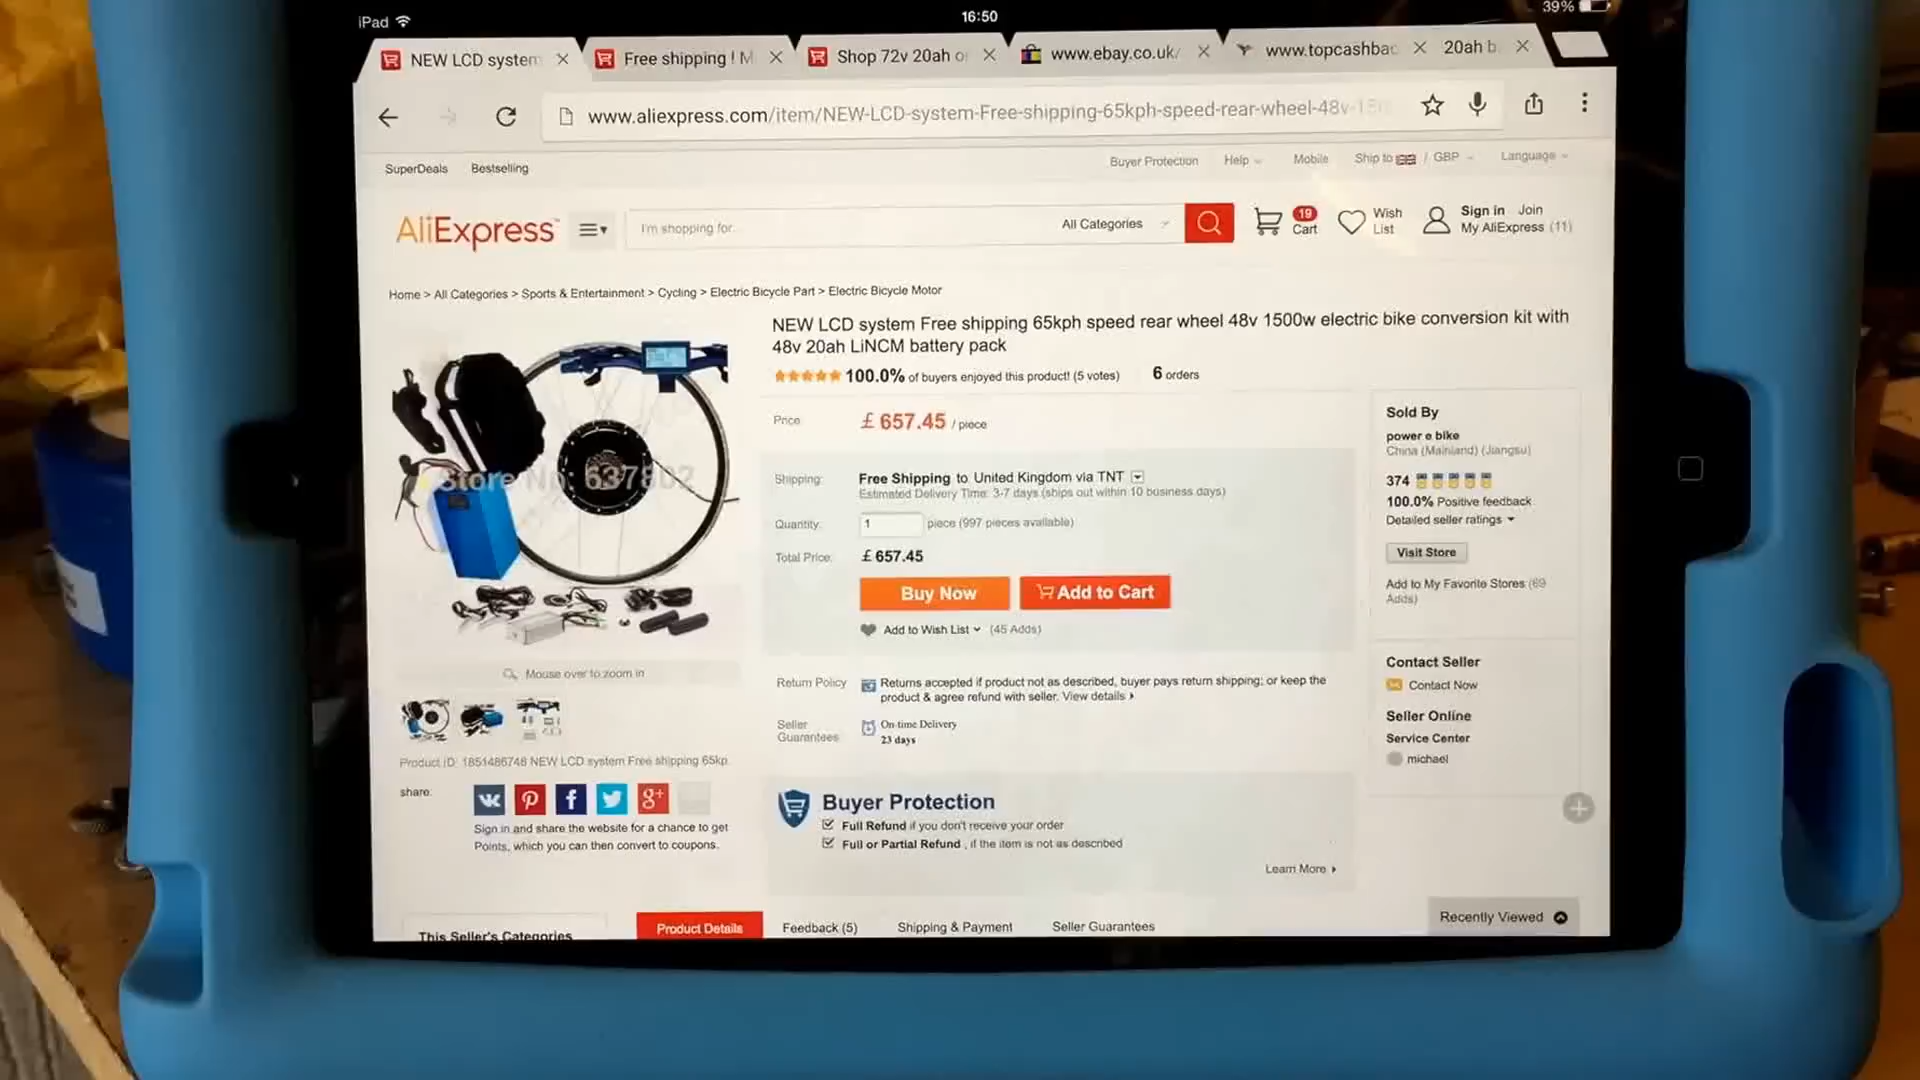 iPad
16:50
39%
NEW LCD system
Free shipping ! M
Shop 72v 20ah o
www.ebay.co.uk/
www.topcashbac
20ah b
www.aliexpress.com/item/NEW-LCD-system-Free-shipping-65kph-speed-rear-wheel-48v-150
SuperDeals Bestselling
Buyer Protection Help Mobile Ship to / GBP Language
AliExpress™
I'm shopping for...
All Categories
19
Cart
Wish
List
Sign in Join
My AliExpress (11)
Home > All Categories > Sports & Entertainment > Cycling > Electric Bicycle Part > Electric Bicycle Motor
NEW LCD system Free shipping 65kph speed rear wheel 48v 1500w electric bike conversion kit with
48v 20ah LiNCM battery pack
100.0% of buyers enjoyed this product! (5 votes) 6 orders
Price: £ 657.45 / piece
Shipping: Free Shipping to United Kingdom via TNT
Estimated Delivery Time: 3-7 days (ships out within 10 business days)
Quantity: 1 piece (997 pieces available)
Total Price: £ 657.45
Buy Now
Add to Cart
Add to Wish List (45 Adds)
Return Policy Returns accepted if product not as described, buyer pays return shipping; or keep the
product & agree refund with seller. View details
Seller
Guarantees:
On-time Delivery
23 days
Buyer Protection
Full Refund if you don't receive your order
Full or Partial Refund , if the item is not as described
Learn More
Sold By
power e bike
China (Mainland) (Jiangsu)
374
100.0% Positive feedback
Detailed seller ratings
Visit Store
Add to My Favorite Stores (69
Adds)
Contact Seller
Contact Now
Seller Online
Service Center
michael
Store No: 637802
Mouse over to zoom in
Product ID: 1851486748 NEW LCD system Free shipping 65kp
share:
Sign in and share the website for a chance to get
Points, which you can then convert to coupons.
This Seller's Categories
Product Details
Feedback (5)
Shipping & Payment
Seller Guarantees
Recently Viewed